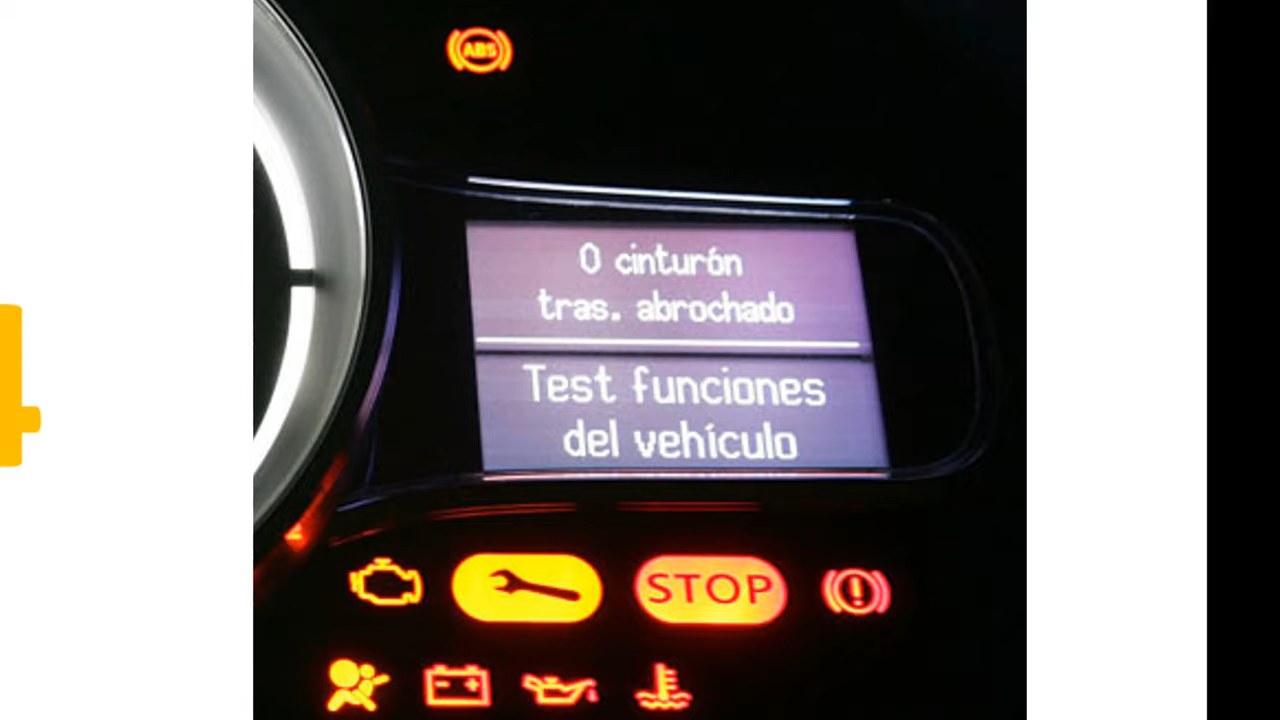 ABS
0 cinturón
tras. abrochado
Test funciones
del vehículo
STOP